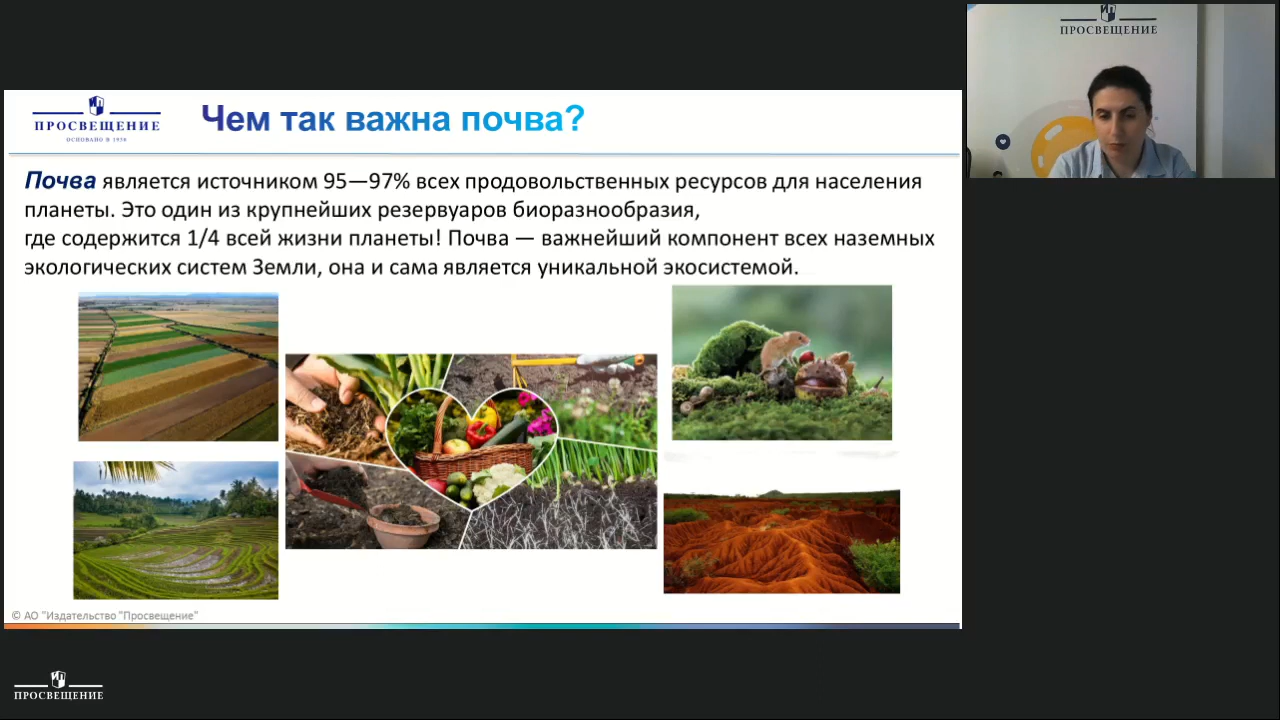 ПРОСВЕЩЕНИЕ
ПРОСВЕЩЕНИЕ
ОСНОВАНО В 1930
Чем так важна почва?
Почва является источником 95—97% всех продовольственных ресурсов для населения
планеты. Это один из крупнейших резервуаров биоразнообразия,
где содержится 1/4 всей жизни планеты! Почва — важнейший компонент всех наземных
экологических систем Земли, она и сама является уникальной экосистемой.
© АО "Издательство "Просвещение"
ПРОСВЕЩЕНИЕ